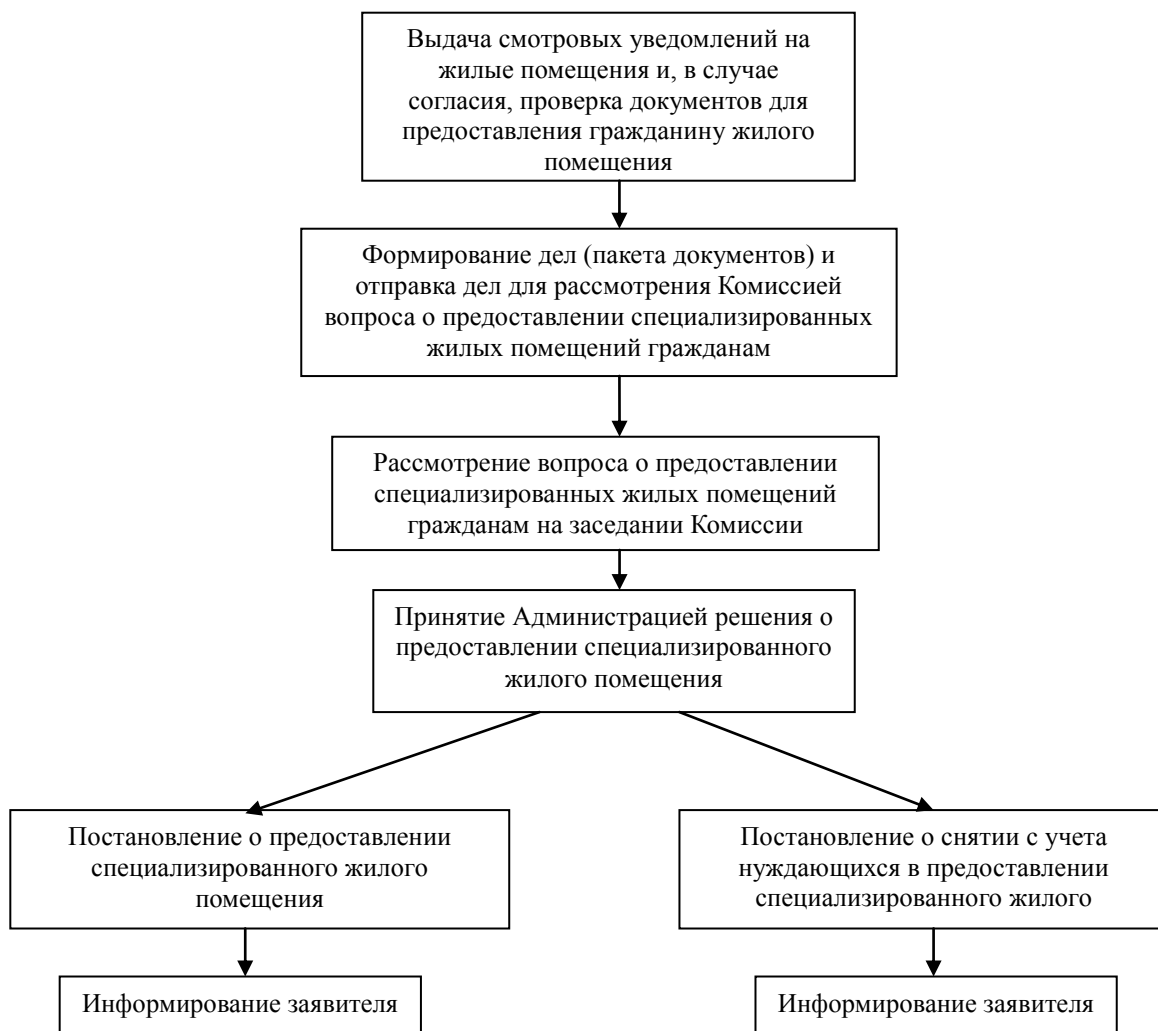 Выдача смотровых уведомлений на
жилые помещения и, в случае
согласия, проверка документов для
предоставления гражданину жилого
помещения
Формирование дел (пакета документов) и
отправка дел для рассмотрения Комиссией
вопроса о предоставлении специализированных
жилых помещений гражданам
Рассмотрение вопроса о предоставлении
специализированных жилых помещений
гражданам на заседании Комиссии
Принятие Администрацией решения о
предоставлении специализированного
жилого помещения
Постановление о предоставлении
специализированного жилого
помещения
Постановление о снятии с учета
нуждающихся в предоставлении
специализированного жилого
Информирование заявителя
Информирование заявителя